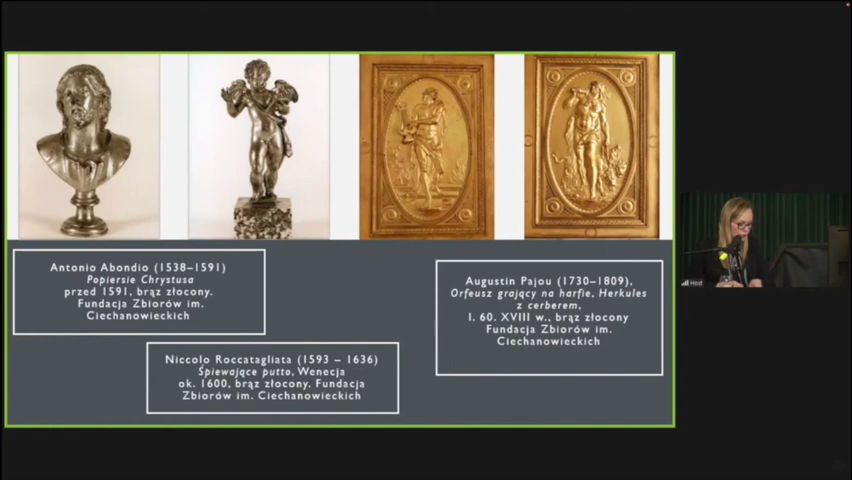 Antonio Abondio (1538–1591)
Popiersie Chrystusa
przed 1591, brąz złocony.
Fundacja Zbiorów im.
Ciechanowieckich
Niccolo Roccatagliata (1593 – 1636)
Śpiewające putto, Wenecja
ok. 1600, brąz złocony. Fundacja
Zbiorów im. Ciechanowieckich
Augustin Pajou (1730–1809),
Orfeusz grający na harfie, Herkules
z cerberem,
l. 60. XVIII w., brąz złocony
Fundacja Zbiorów im.
Ciechanowieckich
Host